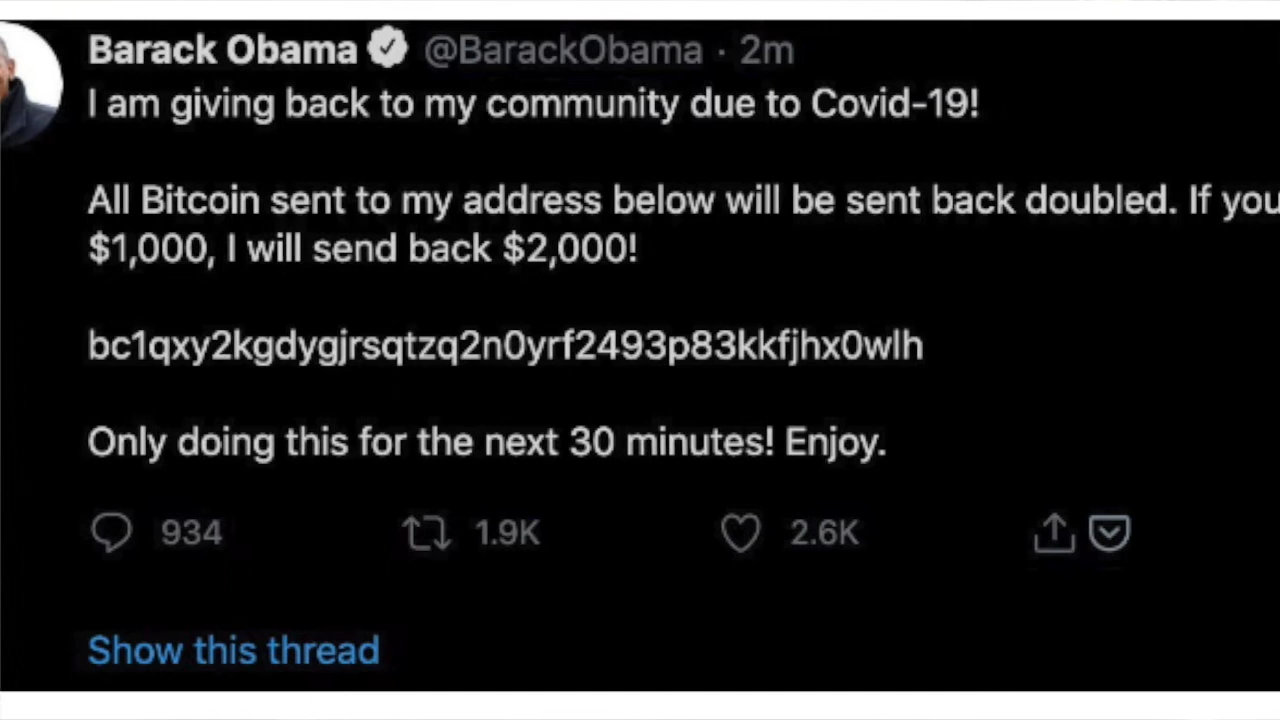 Barack Obama @BarackObama · 2m
I am giving back to my community due to Covid-19!
All Bitcoin sent to my address below will be sent back doubled. If you
$1,000, I will send back $2,000!
bc1qxy2kgdygjrsqtzq2n0yrf2493p83kkfjhx0wlh
Only doing this for the next 30 minutes! Enjoy.
934 1.9K 2.6K
Show this thread